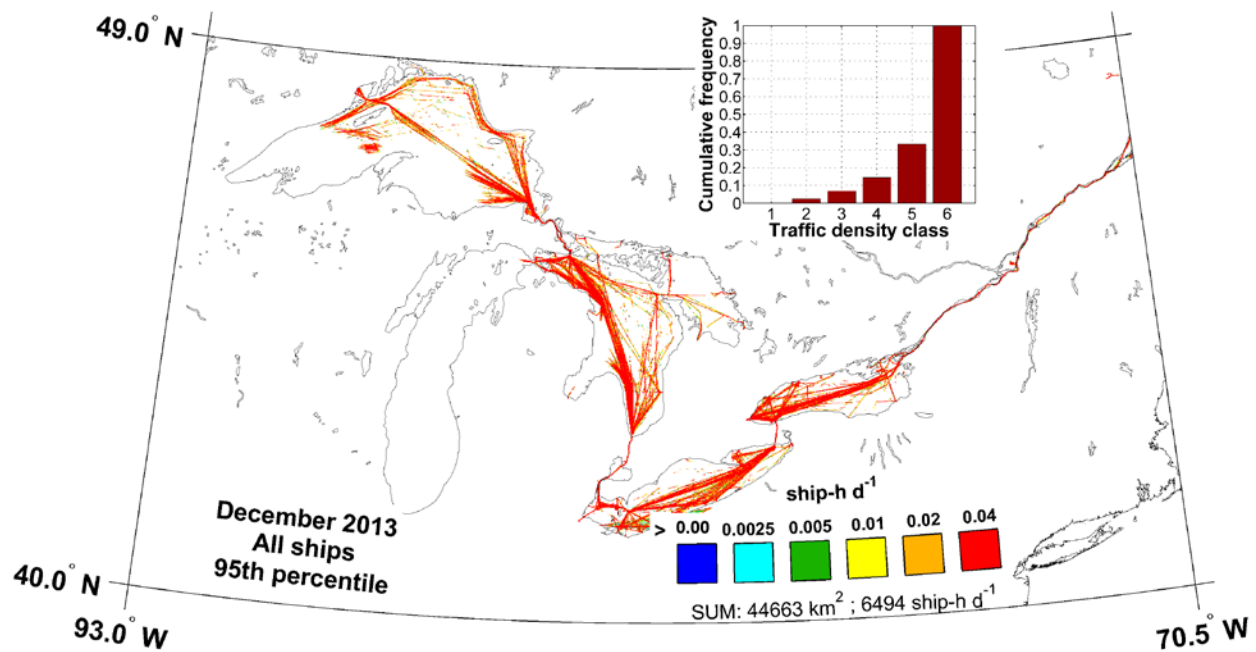 49.0° N
1
0.9
0.8
0.7
0.6
0.5
0.4
0.3
0.2
0.1
0
Cumulative frequency
1 2 3 4 5 6
Traffic density class
December 2013
All ships
95th percentile
ship-h d⁻¹
> 0.00 0.0025 0.005 0.01 0.02 0.04
SUM: 44663 km² ; 6494 ship-h d⁻¹
40.0° N
93.0° W
70.5° W